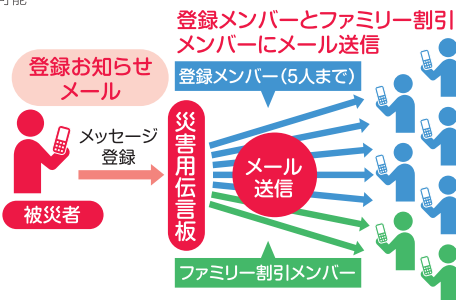 可能
登録メンバーとファミリー割引
メンバーにメール送信
登録お知らせ
メール
登録メンバー(5人まで)
災害用伝言板
メッセージ
登録
メール
送信
被災者
ファミリー割引メンバー